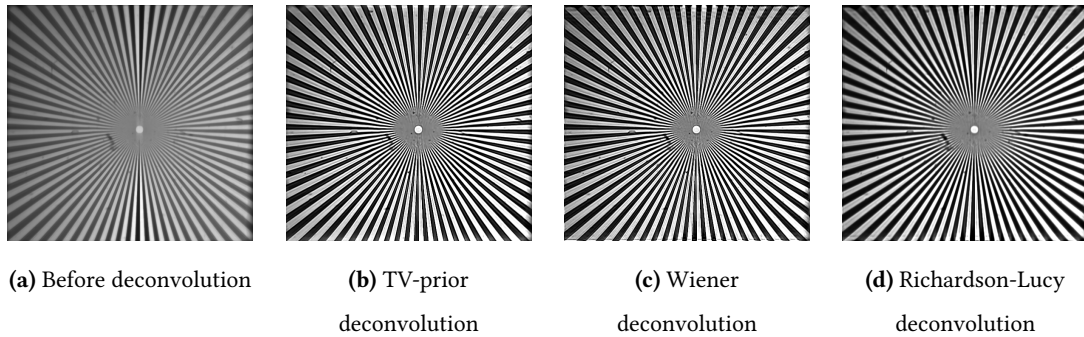 (a) Before deconvolution
(b) TV-prior
deconvolution
(c) Wiener
deconvolution
(d) Richardson-Lucy
deconvolution